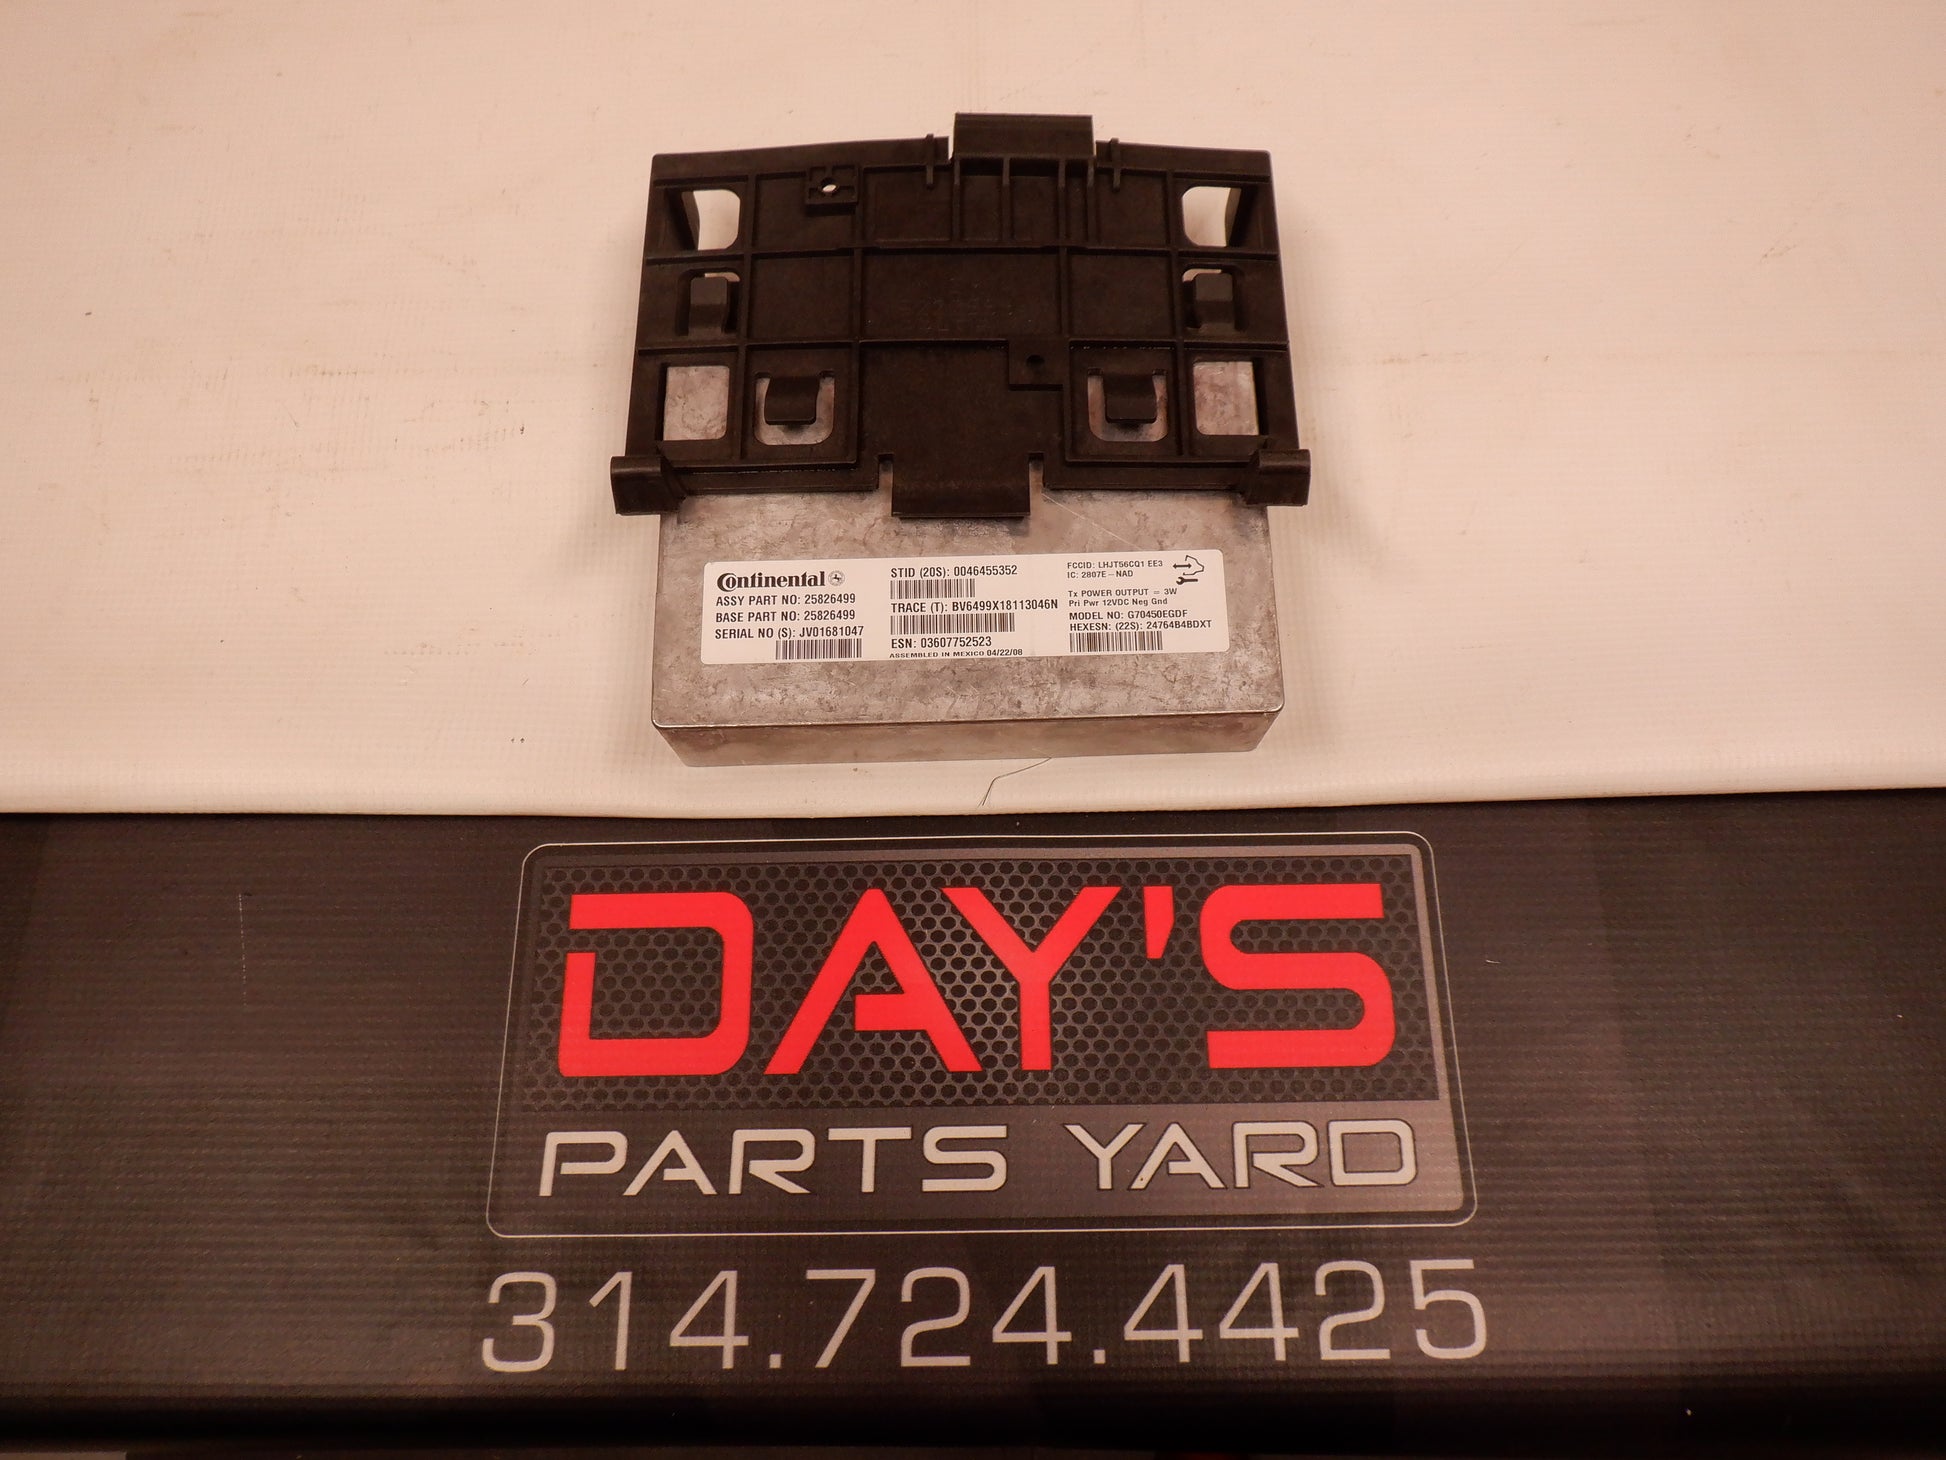 Continental
ASSY PART NO: 25826499
BASE PART NO: 25826499
SERIAL NO (S): JV01681047
STID (20S): 0046455352
TRACE (T): BV6499X18113046N
ESN: 03607752523
ASSEMBLED IN MEXICO 04/22/08
FCCID: LHJT56CQ1 EE3
IC: 2807E-NAD
Tx POWER OUTPUT = 3W
Pri Pwr 12VDC Neg Gnd
MODEL NO: G70450EGDF
HEXESN: (22S): 24764B4BDXT
DAY'S
PARTS YARD
314.724.4425